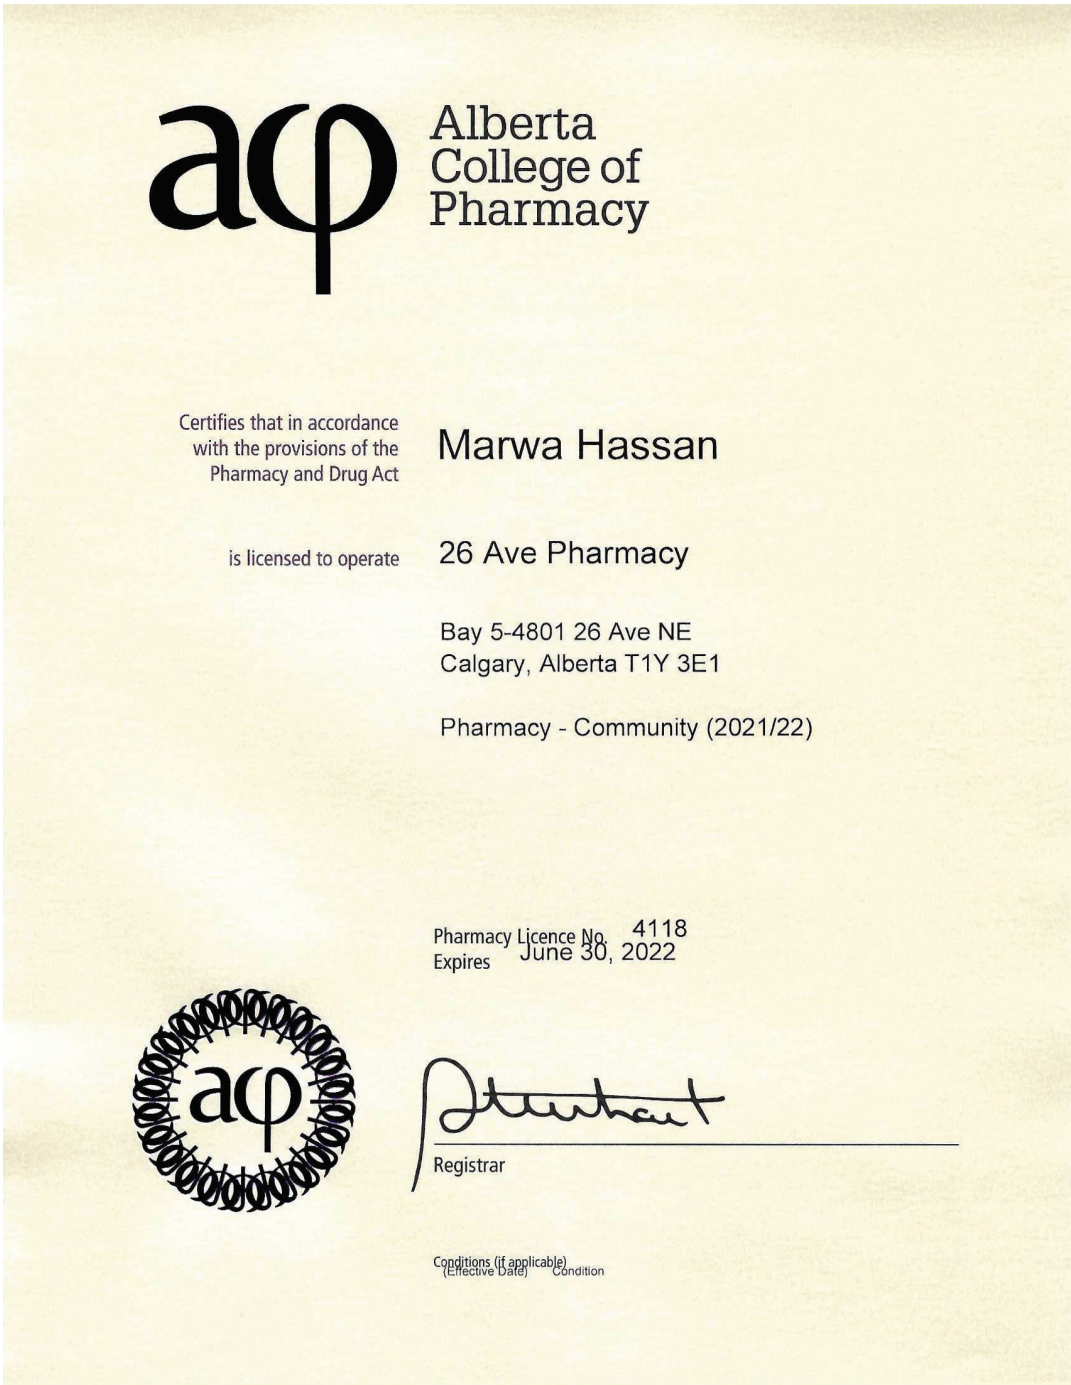 acp
Alberta
College of
Pharmacy
Certifies that in accordance
with the provisions of the
Pharmacy and Drug Act
Marwa Hassan
is licensed to operate
26 Ave Pharmacy
Bay 5-4801 26 Ave NE
Calgary, Alberta T1Y 3E1
Pharmacy - Community (2021/22)
Pharmacy Licence No. 4118
Expires June 30, 2022
acp
Registrar
Conditions (if applicable)
(Effective Date) Condition